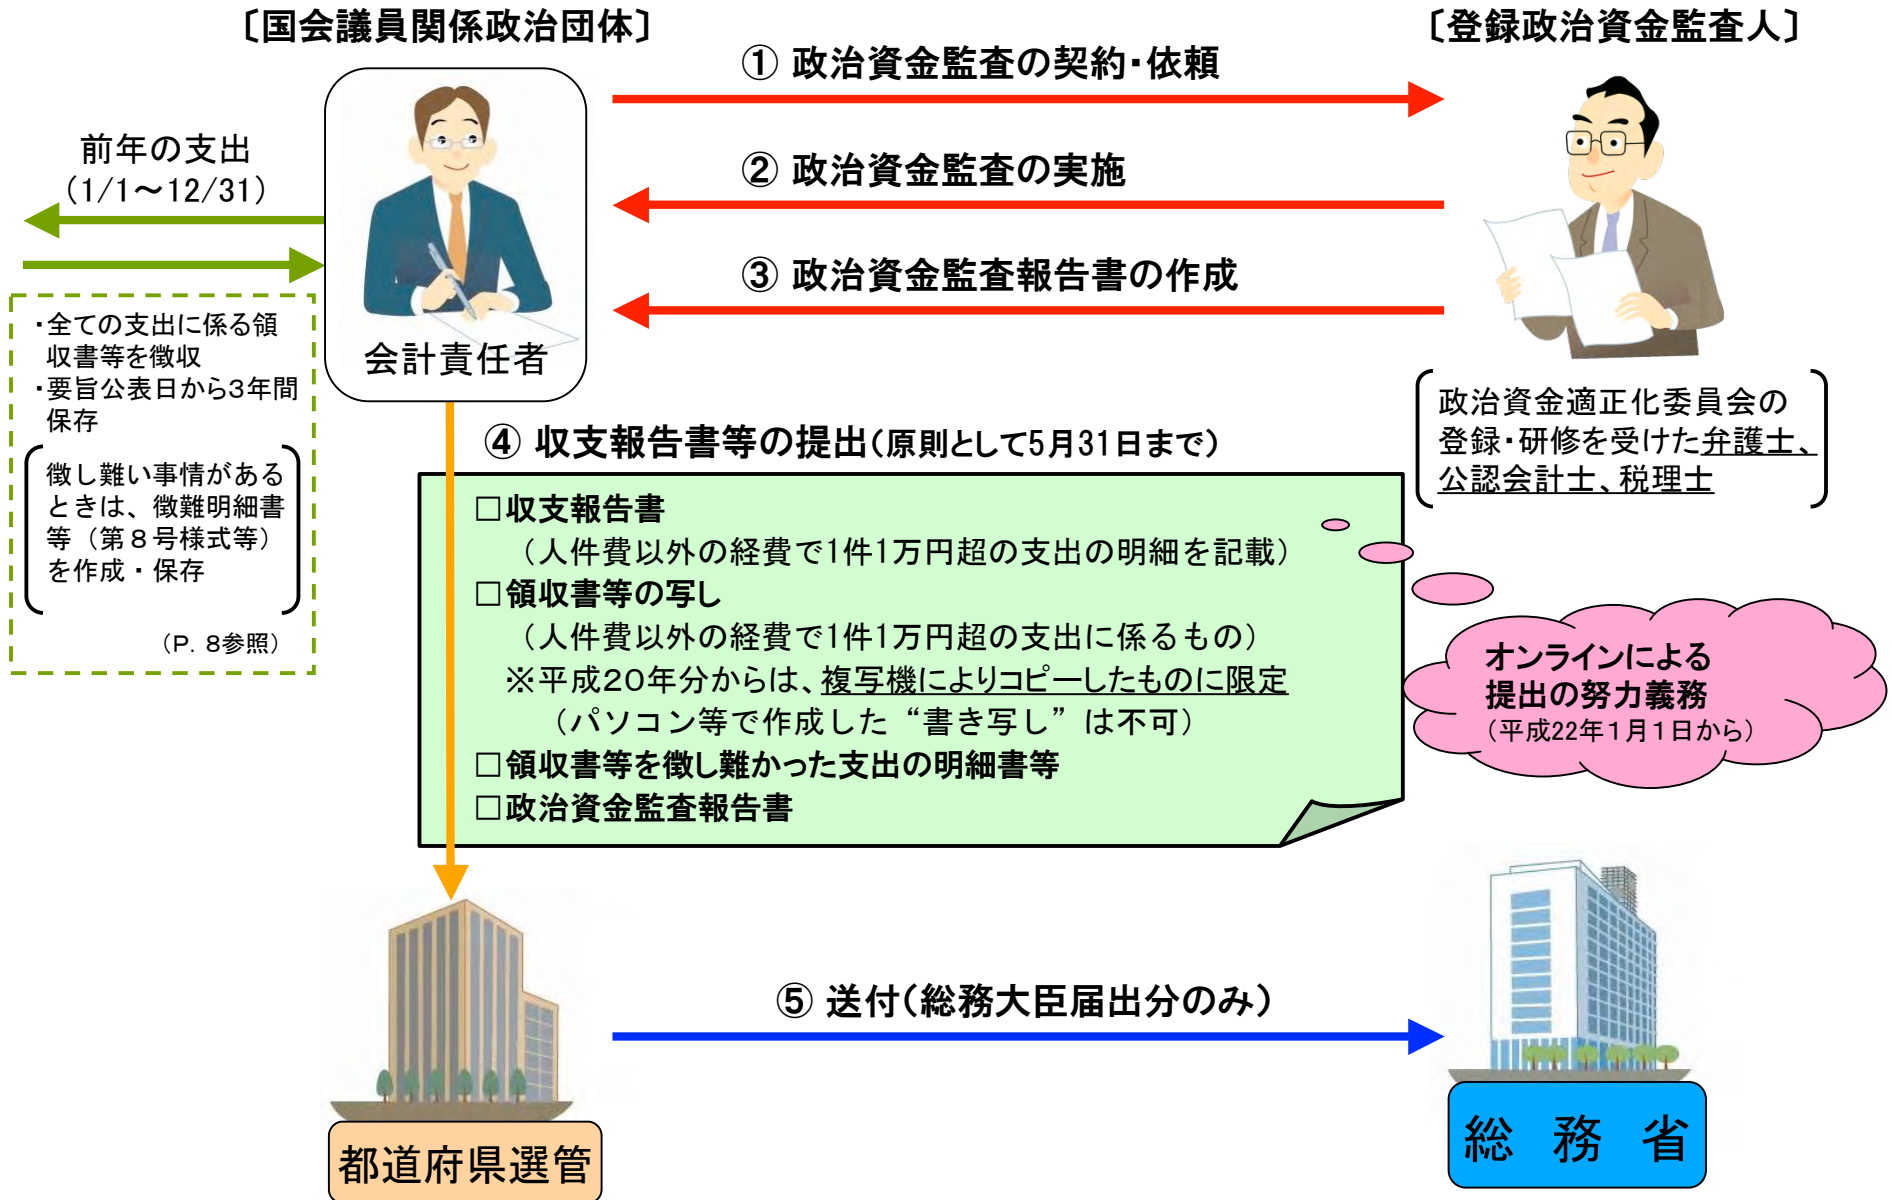 〔国会議員関係政治団体〕
〔登録政治資金監査人〕
① 政治資金監査の契約・依頼
② 政治資金監査の実施
③ 政治資金監査報告書の作成
前年の支出
（1/1～12/31）
会計責任者
・全ての支出に係る領
収書等を徴収
・要旨公表日から3年間
保存
徴し難い事情がある
ときは、徴難明細書
等（第８号様式等）
を作成・保存
（P. 8参照）
政治資金適正化委員会の
登録・研修を受けた弁護士、
公認会計士、税理士
④ 収支報告書等の提出（原則として5月31日まで）
□収支報告書
（人件費以外の経費で1件1万円超の支出の明細を記載）
□領収書等の写し
（人件費以外の経費で1件1万円超の支出に係るもの）
※平成２０年分からは、複写機によりコピーしたものに限定
（パソコン等で作成した“書き写し”は不可）
□領収書等を徴し難かった支出の明細書等
□政治資金監査報告書
オンラインによる
提出の努力義務
（平成22年１月１日から）
⑤ 送付（総務大臣届出分のみ）
都道府県選管
総 務 省